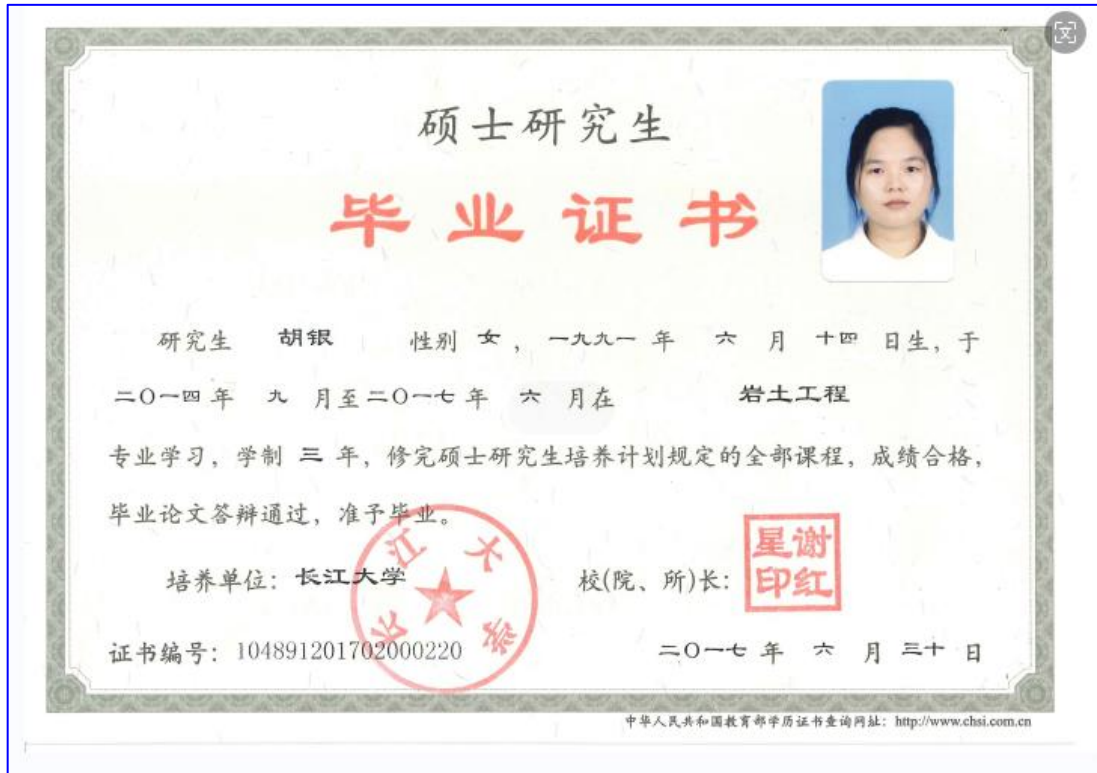 硕士研究生
毕业证书
研究生 胡银 性别 女，一九九一 年 六 月 十四 日生，于
二〇一四 年 九 月至 二〇一七 年 六 月在 岩土工程
专业学习，学制 三 年，修完硕士研究生培养计划规定的全部课程，成绩合格，
毕业论文答辩通过，准予毕业。
培养单位：长江大学 校(院、所)长：谢红星印
长江大学
证书编号：104891201702000220 二〇一七 年 六 月 三十 日
中华人民共和国教育部学历证书查询网址：http://www.chsi.com.cn